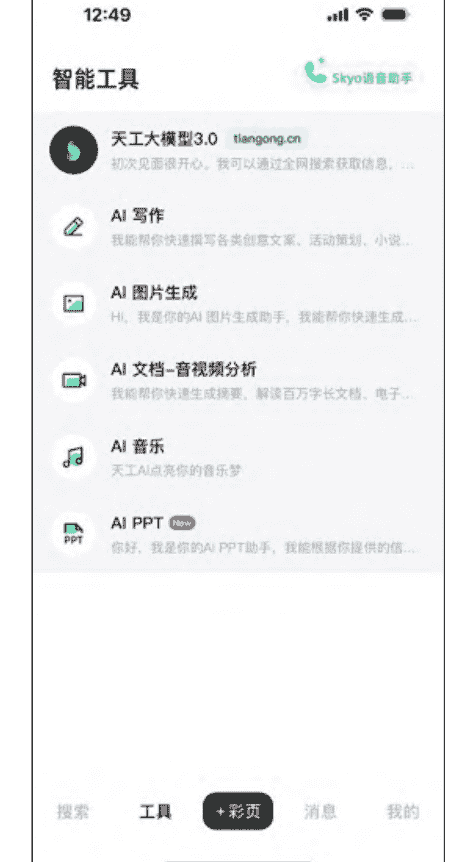 12:49
智能工具
Skyo语音助手
天工大模型3.0 tiangong.cn
初次见面很开心。我可以通过全网搜索获取信息，...
AI 写作
我能帮你快速撰写各类创意文案、活动策划、小说...
AI 图片生成
Hi，我是你的AI 图片生成助手，我能帮你快速生成...
AI 文档-音视频分析
我能帮你快速生成摘要、解读百万字长文档、电子...
AI 音乐
天工AI点亮你的音乐梦
AI PPT New
PPT
你好，我是你的AI PPT助手，我能根据你提供的信...
搜索 工具 +彩页 消息 我的